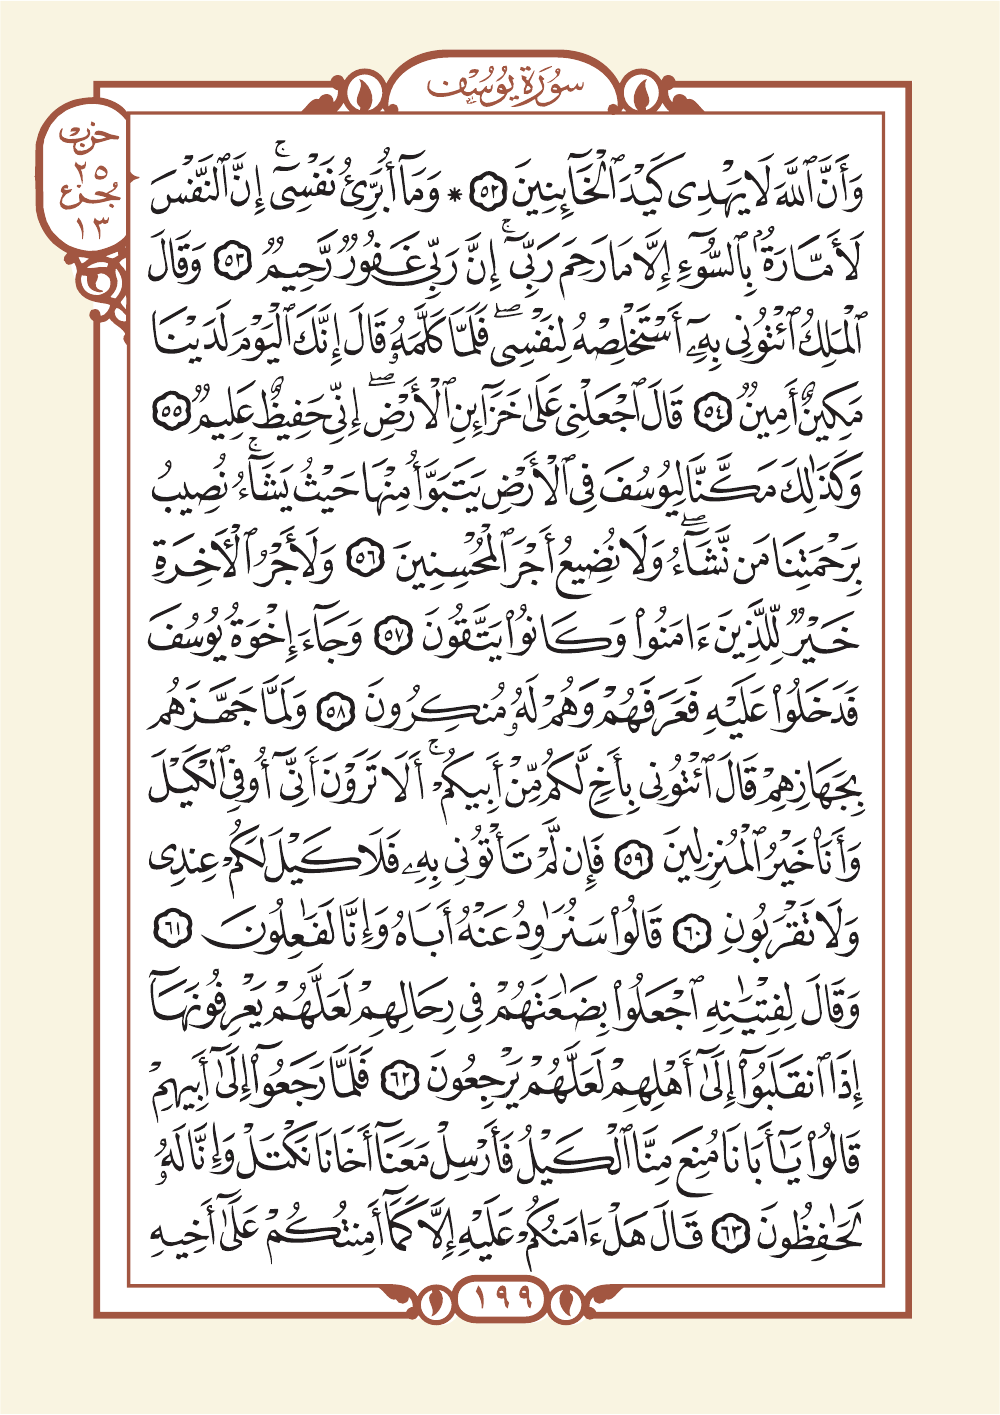 سُورَةُ يُوسُفَ
حزب
٢٥
جزء
١٣
وَأَنَّ ٱللَّهَ لَا يَهْدِى كَيْدَ ٱلْخَآئِنِينَ ٥٢ * وَمَآ أُبَرِّئُ نَفْسِىٓ ۚ إِنَّ ٱلنَّفْسَ
لَأَمَّارَةُۢ بِٱلسُّوٓءِ إِلَّا مَا رَحِمَ رَبِّىٓ ۚ إِنَّ رَبِّى غَفُورٌ رَّحِيمٌ ٥٣ وَقَالَ
ٱلْمَلِكُ ٱئْتُونِى بِهِۦٓ أَسْتَخْلِصْهُ لِنَفْسِى ۖ فَلَمَّا كَلَّمَهُۥ قَالَ إِنَّكَ ٱلْيَوْمَ لَدَيْنَا
مَكِينٌ أَمِينٌ ٥٤ قَالَ ٱجْعَلْنِى عَلَىٰ خَزَآئِنِ ٱلْأَرْضِ ۖ إِنِّى حَفِيظٌ عَلِيمٌ ٥٥
وَكَذَٰلِكَ مَكَّنَّا لِيُوسُفَ فِى ٱلْأَرْضِ يَتَبَوَّأُ مِنْهَا حَيْثُ يَشَآءُ ۚ نُصِيبُ
بِرَحْمَتِنَا مَن نَّشَآءُ ۖ وَلَا نُضِيعُ أَجْرَ ٱلْمُحْسِنِينَ ٥٦ وَلَأَجْرُ ٱلْـَٔاخِرَةِ
خَيْرٌ لِّلَّذِينَ ءَامَنُوا۟ وَكَانُوا۟ يَتَّقُونَ ٥٧ وَجَآءَ إِخْوَةُ يُوسُفَ
فَدَخَلُوا۟ عَلَيْهِ فَعَرَفَهُمْ وَهُمْ لَهُۥ مُنكِرُونَ ٥٨ وَلَمَّا جَهَّزَهُم
بِجَهَازِهِمْ قَالَ ٱئْتُونِى بِأَخٍ لَّكُم مِّنْ أَبِيكُمْ ۚ أَلَا تَرَوْنَ أَنِّىٓ أُوفِى ٱلْكَيْلَ
وَأَنَا۠ خَيْرُ ٱلْمُنزِلِينَ ٥٩ فَإِن لَّمْ تَأْتُونِى بِهِۦ فَلَا كَيْلَ لَكُمْ عِندِى
وَلَا تَقْرَبُونِ ٦٠ قَالُوا۟ سَنُرَٰوِدُ عَنْهُ أَبَاهُ وَإِنَّا لَفَـٰعِلُونَ ٦١
وَقَالَ لِفِتْيَـٰنِهِ ٱجْعَلُوا۟ بِضَـٰعَتَهُمْ فِى رِحَالِهِمْ لَعَلَّهُمْ يَعْرِفُونَهَآ
إِذَا ٱنقَلَبُوٓا۟ إِلَىٰٓ أَهْلِهِمْ لَعَلَّهُمْ يَرْجِعُونَ ٦٢ فَلَمَّا رَجَعُوٓا۟ إِلَىٰٓ أَبِيهِمْ
قَالُوا۟ يَـٰٓأَبَانَا مُنِعَ مِنَّا ٱلْكَيْلُ فَأَرْسِلْ مَعَنَآ أَخَانَا نَكْتَلْ وَإِنَّا لَهُۥ
لَحَـٰفِظُونَ ٦٣ قَالَ هَلْ ءَامَنُكُمْ عَلَيْهِ إِلَّا كَمَآ أَمِنتُكُمْ عَلَىٰٓ أَخِيهِ
١٩٩